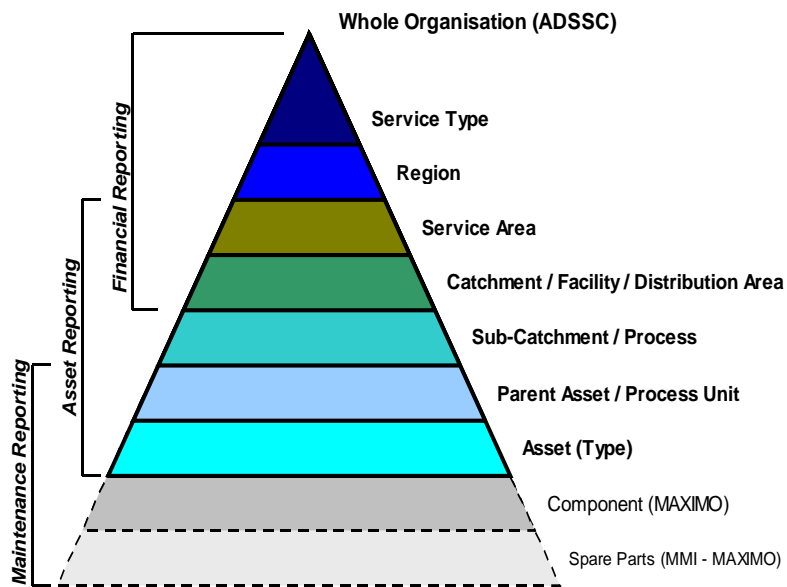 Whole Organisation (ADSSC)
Service Type
Region
Service Area
Catchment / Facility / Distribution Area
Sub-Catchment / Process
Parent Asset / Process Unit
Asset (Type)
Component (MAXIMO)
Spare Parts (MMI - MAXIMO)
Financial Reporting
Asset Reporting
Maintenance Reporting